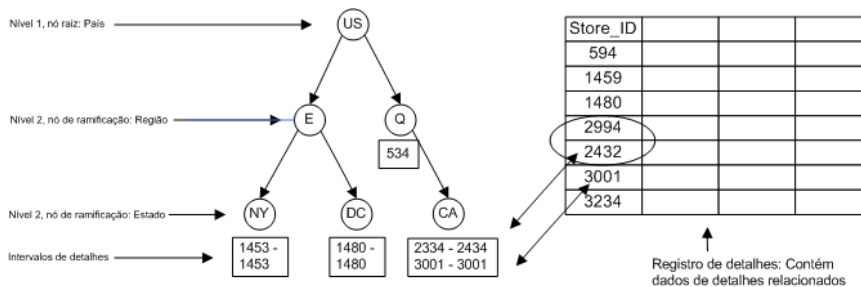 Nível 1, nó raiz: País
US
Nível 2, nó de ramificação: Região
E
Q
534
Nível 2, nó de ramificação: Estado
NY
DC
CA
Intervalos de detalhes
1453 -
1453
1480 -
1480
2334 - 2434
3001 - 3001
Store_ID
594
1459
1480
2994
2432
3001
3234
Registro de detalhes: Contém
dados de detalhes relacionados